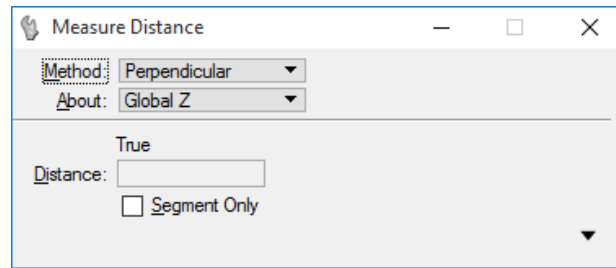 Measure Distance
Method: Perpendicular
About: Global Z
True
Distance:
Segment Only